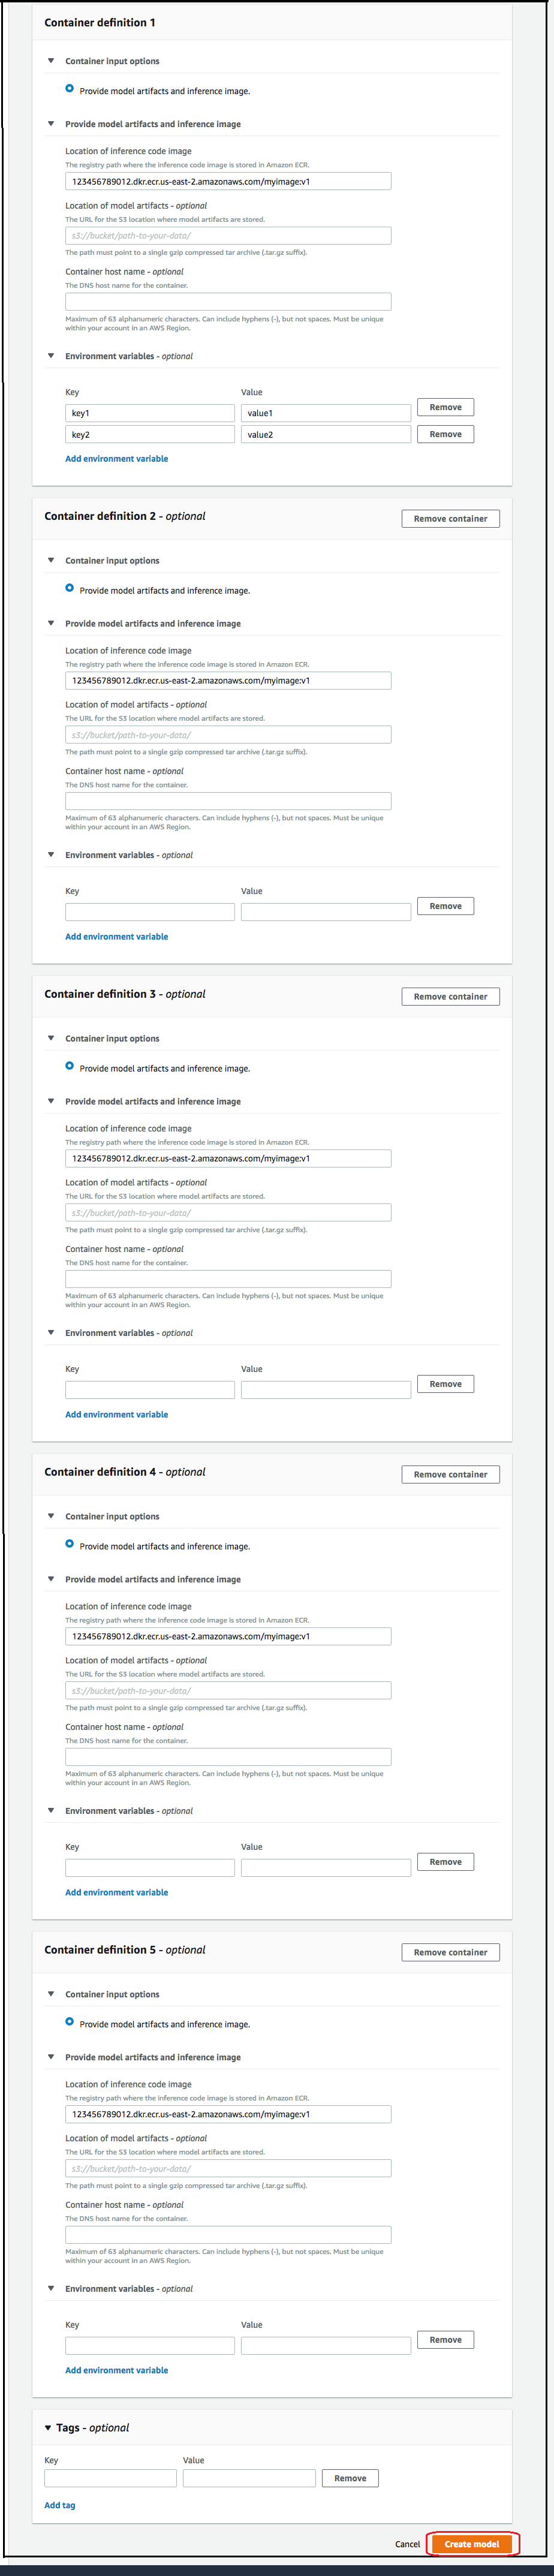 Container definition 1
Container input options
Provide model artifacts and inference image.
Provide model artifacts and inference image
Location of inference code image
The registry path where the inference code image is stored in Amazon ECR.
123456789012.dkr.ecr.us-east-2.amazonaws.com/myimage:v1
Location of model artifacts - optional
The URL for the S3 location where model artifacts are stored.
s3://bucket/path-to-your-data/
The path must point to a single gzip compressed tar archive (.tar.gz suffix).
Container host name - optional
The DNS host name for the container.
Maximum of 63 alphanumeric characters. Can include hyphens (-), but not spaces. Must be unique
within your account in an AWS Region.
Environment variables - optional
Key Value
key1 value1 Remove
key2 value2 Remove
Add environment variable
Container definition 2 - optional Remove container
Container input options
Provide model artifacts and inference image.
Provide model artifacts and inference image
Location of inference code image
The registry path where the inference code image is stored in Amazon ECR.
123456789012.dkr.ecr.us-east-2.amazonaws.com/myimage:v1
Location of model artifacts - optional
The URL for the S3 location where model artifacts are stored.
s3://bucket/path-to-your-data/
The path must point to a single gzip compressed tar archive (.tar.gz suffix).
Container host name - optional
The DNS host name for the container.
Maximum of 63 alphanumeric characters. Can include hyphens (-), but not spaces. Must be unique
within your account in an AWS Region.
Environment variables - optional
Key Value
Remove
Add environment variable
Container definition 3 - optional Remove container
Container input options
Provide model artifacts and inference image.
Provide model artifacts and inference image
Location of inference code image
The registry path where the inference code image is stored in Amazon ECR.
123456789012.dkr.ecr.us-east-2.amazonaws.com/myimage:v1
Location of model artifacts - optional
The URL for the S3 location where model artifacts are stored.
s3://bucket/path-to-your-data/
The path must point to a single gzip compressed tar archive (.tar.gz suffix).
Container host name - optional
The DNS host name for the container.
Maximum of 63 alphanumeric characters. Can include hyphens (-), but not spaces. Must be unique
within your account in an AWS Region.
Environment variables - optional
Key Value
Remove
Add environment variable
Container definition 4 - optional Remove container
Container input options
Provide model artifacts and inference image.
Provide model artifacts and inference image
Location of inference code image
The registry path where the inference code image is stored in Amazon ECR.
123456789012.dkr.ecr.us-east-2.amazonaws.com/myimage:v1
Location of model artifacts - optional
The URL for the S3 location where model artifacts are stored.
s3://bucket/path-to-your-data/
The path must point to a single gzip compressed tar archive (.tar.gz suffix).
Container host name - optional
The DNS host name for the container.
Maximum of 63 alphanumeric characters. Can include hyphens (-), but not spaces. Must be unique
within your account in an AWS Region.
Environment variables - optional
Key Value
Remove
Add environment variable
Container definition 5 - optional Remove container
Container input options
Provide model artifacts and inference image.
Provide model artifacts and inference image
Location of inference code image
The registry path where the inference code image is stored in Amazon ECR.
123456789012.dkr.ecr.us-east-2.amazonaws.com/myimage:v1
Location of model artifacts - optional
The URL for the S3 location where model artifacts are stored.
s3://bucket/path-to-your-data/
The path must point to a single gzip compressed tar archive (.tar.gz suffix).
Container host name - optional
The DNS host name for the container.
Maximum of 63 alphanumeric characters. Can include hyphens (-), but not spaces. Must be unique
within your account in an AWS Region.
Environment variables - optional
Key Value
Remove
Add environment variable
Tags - optional
Key Value
Remove
Add tag
Cancel Create model